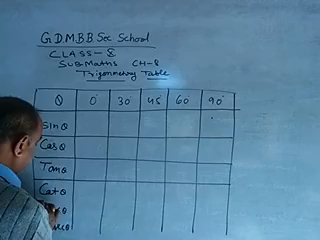 G.D.M.B.B. Sec School
CLASS-8
SUB Maths CH-8
Trigonometry Table
θ 0° 30° 45° 60° 90°
Sinθ
Cosθ
Tanθ
Cotθ